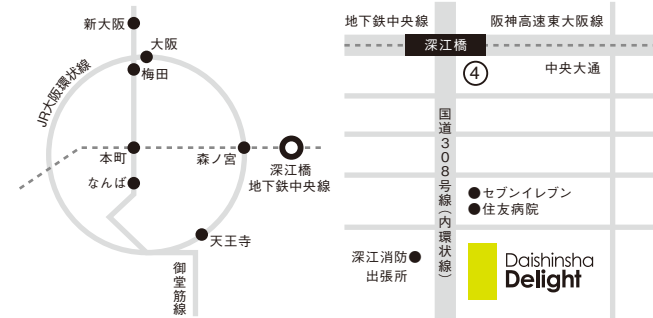 新大阪
大阪
梅田
JR大阪環状線
本町
森ノ宮
深江橋
地下鉄中央線
なんば
天王寺
御堂筋線
地下鉄中央線
阪神高速東大阪線
深江橋
④
中央大通
国道308号線(内環状線)
セブンイレブン
住友病院
深江消防
出張所
Daishinsha
Delight